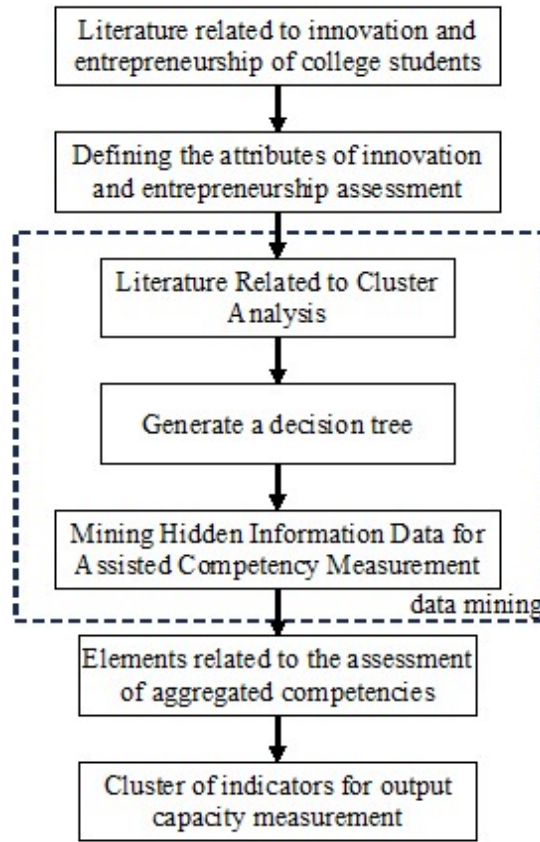 Literature related to innovation and
entrepreneurship of college students
Defining the attributes of innovation
and entrepreneurship assessment
Literature Related to Cluster
Analysis
Generate a decision tree
Mining Hidden Information Data for
Assisted Competency Measurement
data mining
Elements related to the assessment
of aggregated competencies
Cluster of indicators for output
capacity measurement